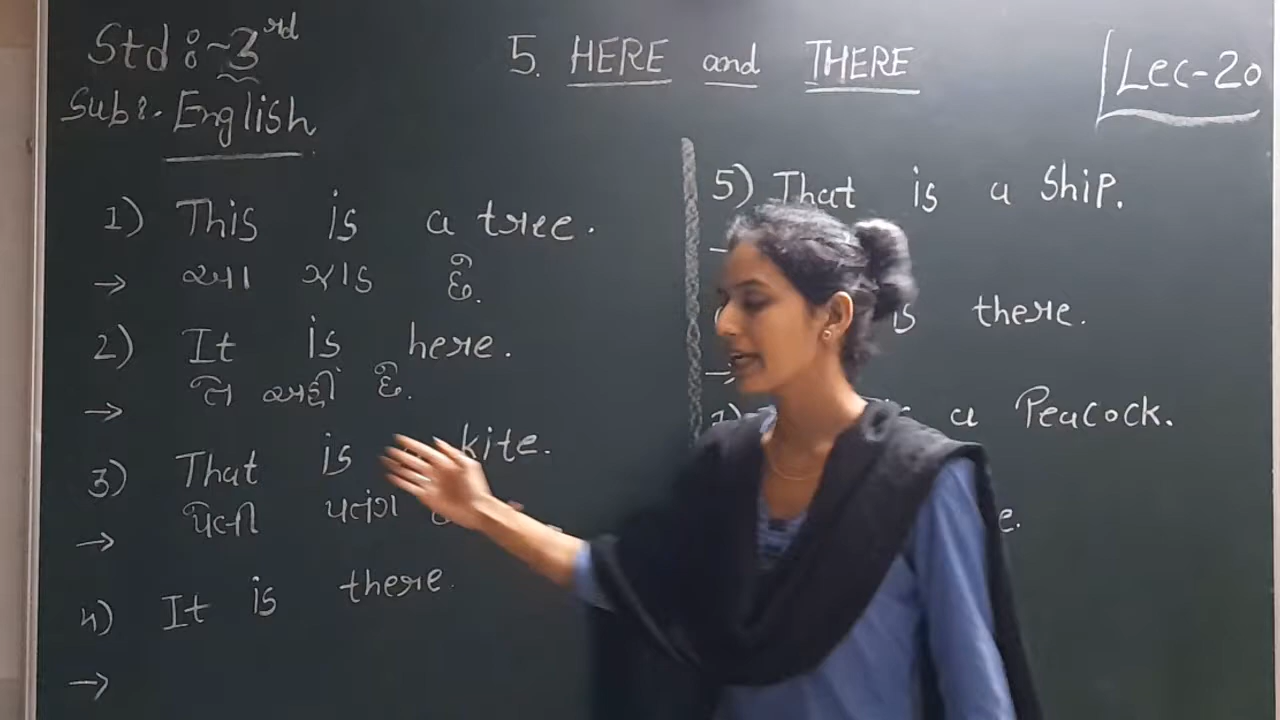 Std :- 3rd
Sub :- English
5. HERE and THERE
Lec-20
1) This is a tree.
→ આ ઝાડ છે.
2) It is here.
→ તે અહીં છે.
3) That is kite.
→ પેલી પતંગ
4) It is there.
→
5) That is a Ship.
→
is there.
→
a Peacock.